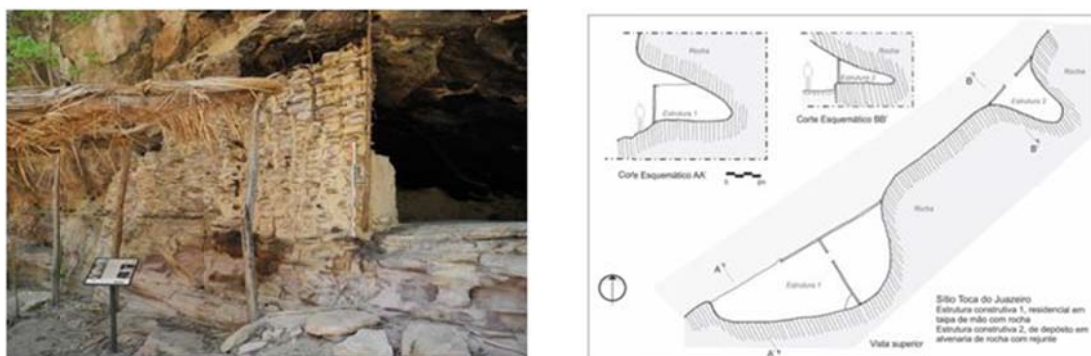 Rocha
Rocha
Rocha
Estrutura 1
Estrutura 2
Corte Esquemático AA'
Corte Esquemático BB'
B'
Estrutura 2
B'
Rocha
A'
Estrutura 1
A'
Vista superior
Sítio Toca do Juazeiro
Estrutura construtiva 1, residencial em
taipa de mão com rocha
Estrutura construtiva 2, de depósito em
alvenaria de rocha com rejunte